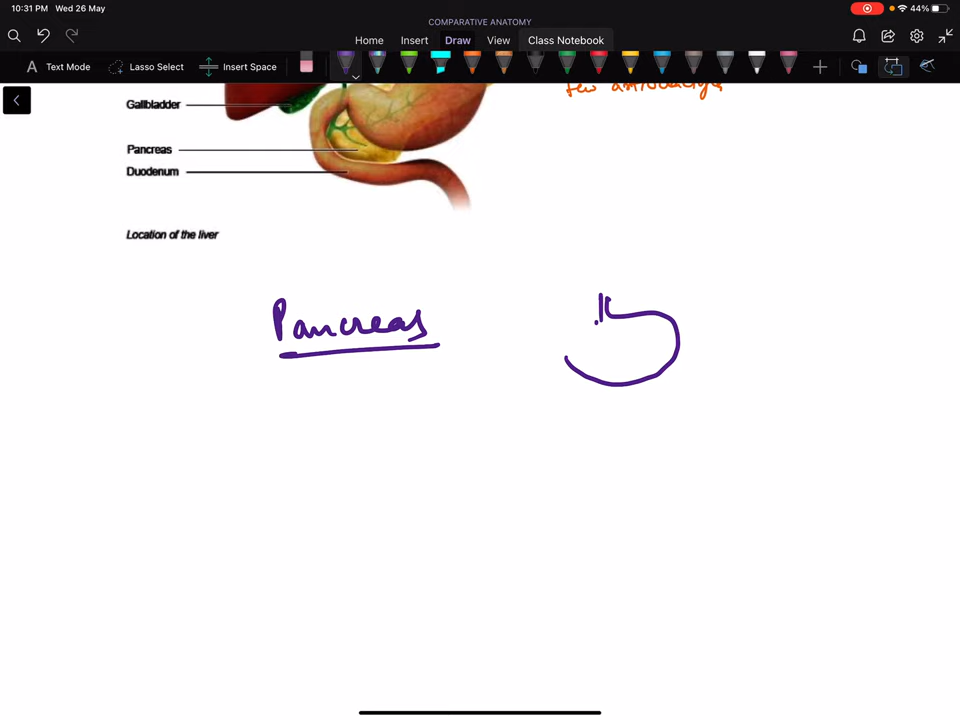 10:31 PM Wed 26 May
44%
COMPARATIVE ANATOMY
Home Insert Draw View Class Notebook
Text Mode Lasso Select Insert Space
few
Gallbladder
Pancreas
Duodenum
Location of the liver
Pancreas